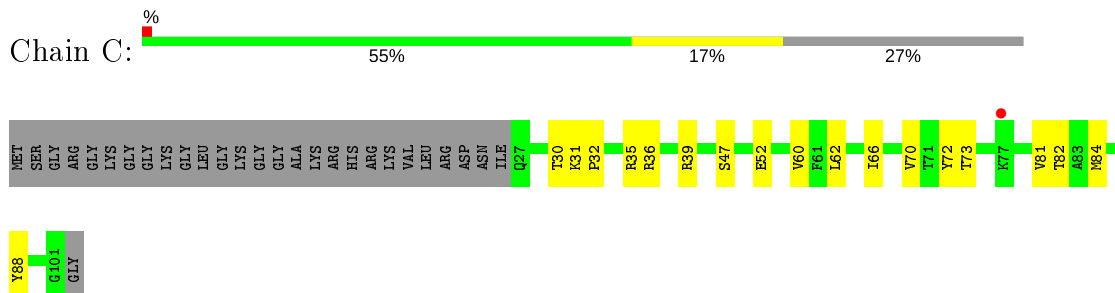 %
Chain C:
55% 17% 27%
MET SER GLY ARG GLY LYS GLY GLY LYS GLY LEU GLY LYS GLY GLY ALA LYS ARG HIS ARG LYS VAL LEU ARG ASP ASN ILE Q27 T30 K31 P32 R35 R36 R39 S47 E52 V60 F61 L62 I66 V70 T71 Y72 T73 K77 V81 T82 A83 M84
Y88 G101 GLY